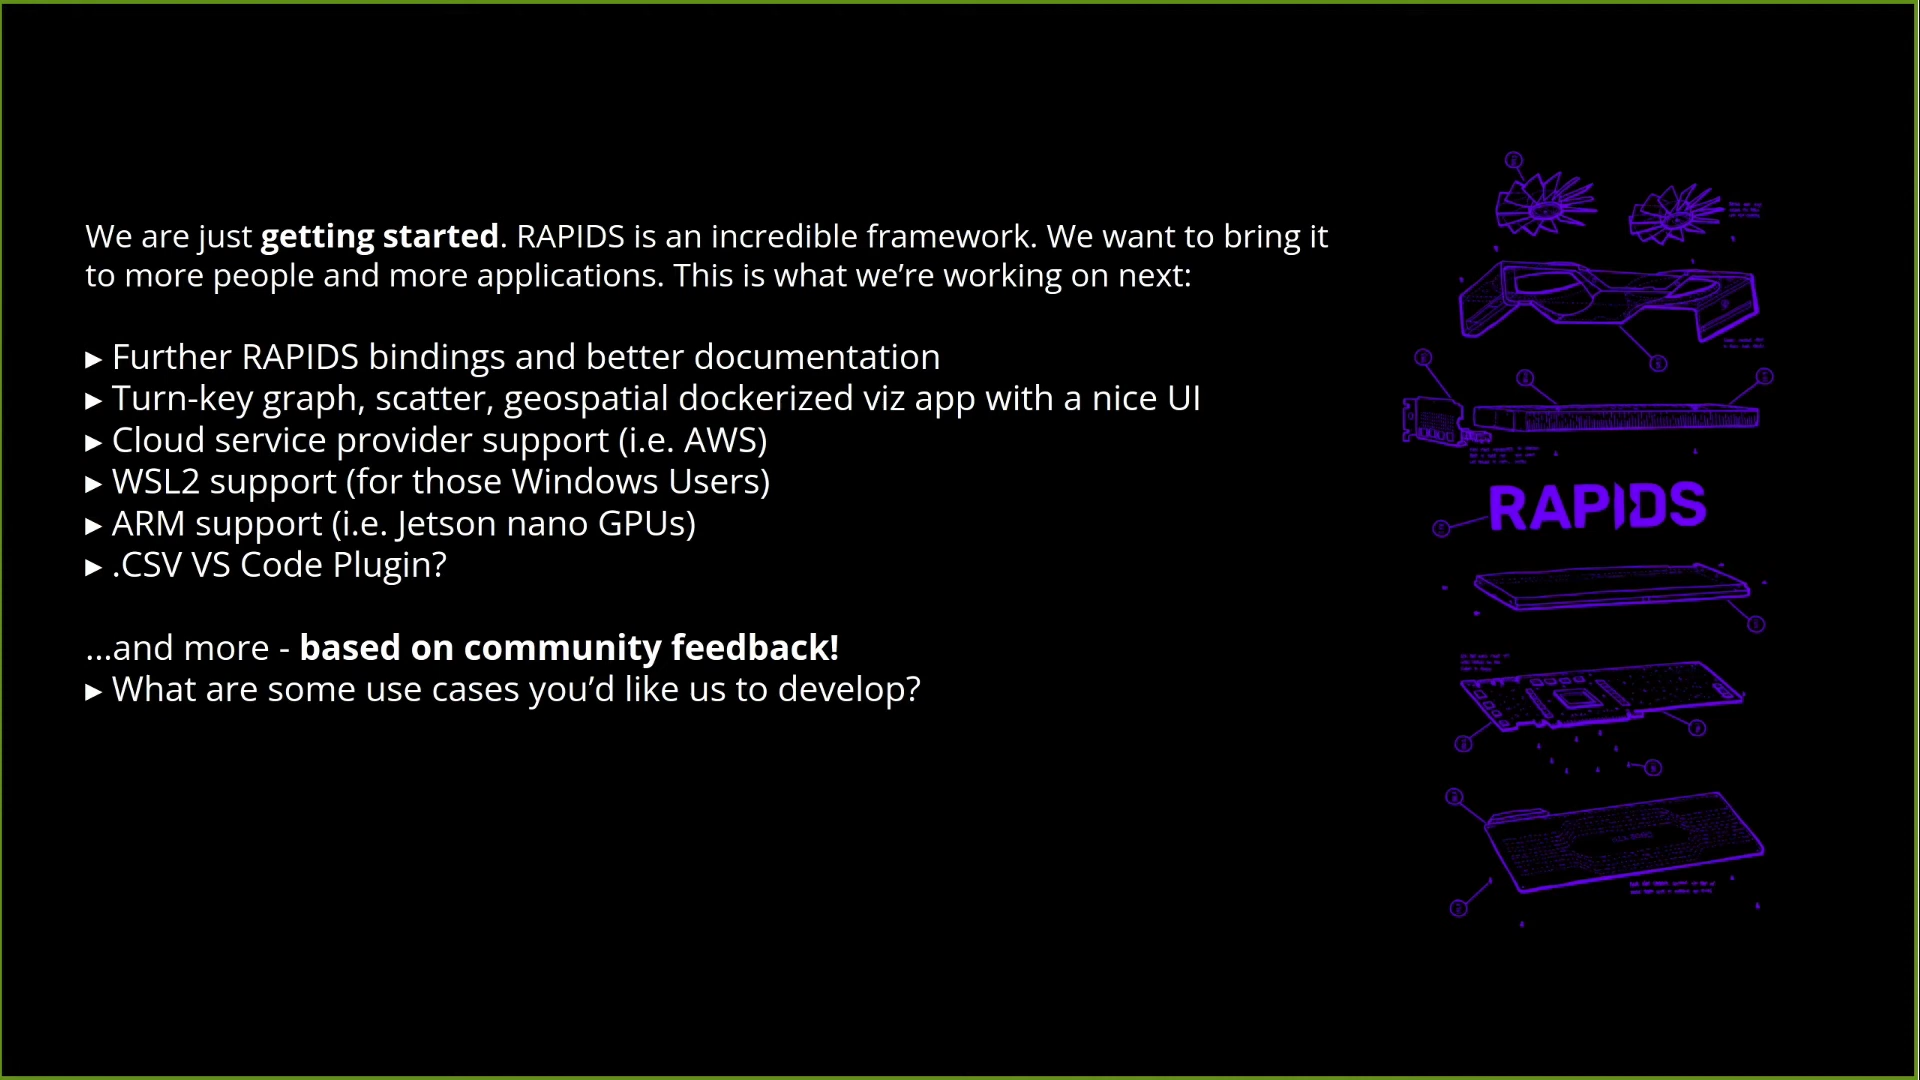 We are just getting started. RAPIDS is an incredible framework. We want to bring it
to more people and more applications. This is what we’re working on next:
▸ Further RAPIDS bindings and better documentation
▸ Turn-key graph, scatter, geospatial dockerized viz app with a nice UI
▸ Cloud service provider support (i.e. AWS)
▸ WSL2 support (for those Windows Users)
▸ ARM support (i.e. Jetson nano GPUs)
▸ .CSV VS Code Plugin?
...and more - based on community feedback!
▸ What are some use cases you’d like us to develop?
RAPIDS